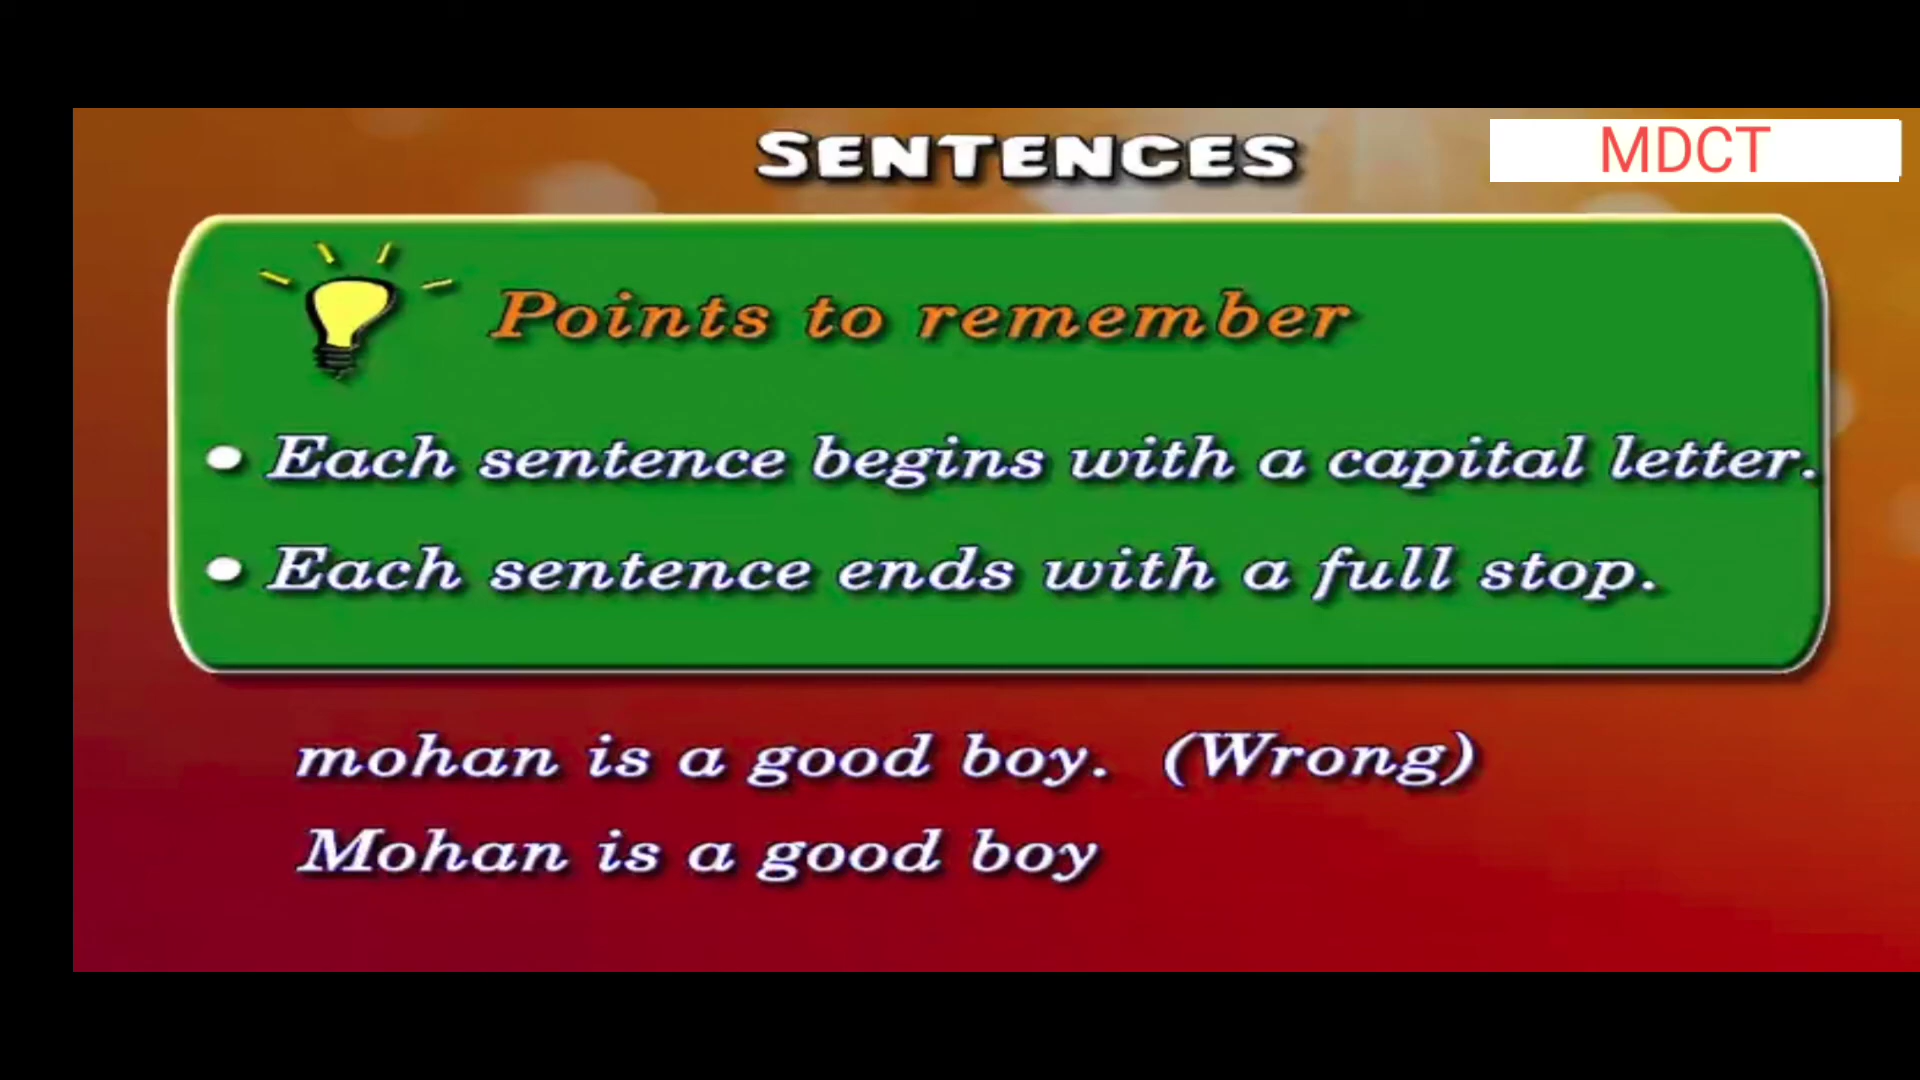 SENTENCES
MDCT
Points to remember
• Each sentence begins with a capital letter.
• Each sentence ends with a full stop.
mohan is a good boy. (Wrong)
Mohan is a good boy